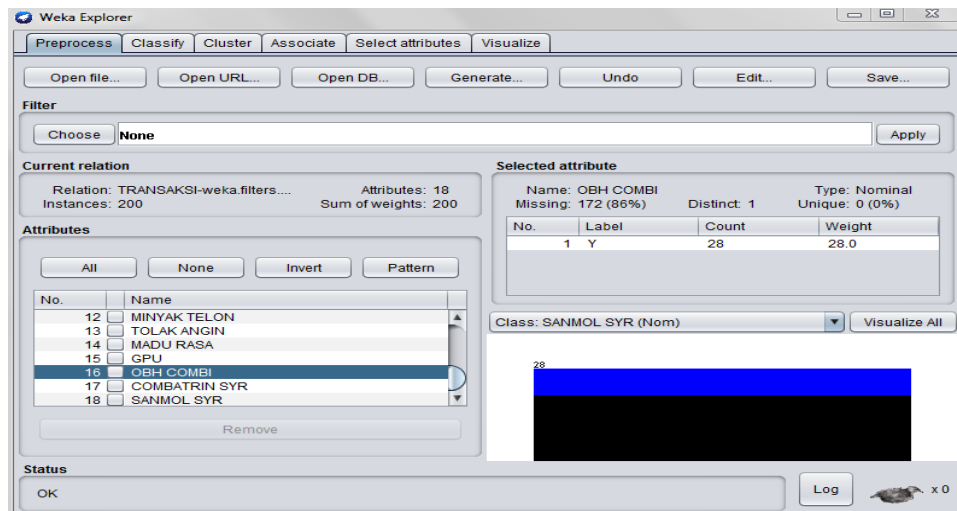 Weka Explorer
Preprocess Classify Cluster Associate Select attributes Visualize
Open file... Open URL... Open DB... Generate... Undo Edit... Save...
Filter
Choose None Apply
Current relation
Relation: TRANSAKSI-weka.filters.... Attributes: 18
Instances: 200 Sum of weights: 200
Attributes
All None Invert Pattern
No. Name
12 MINYAK TELON
13 TOLAK ANGIN
14 MADU RASA
15 GPU
16 OBH COMBI
17 COMBATRIN SYR
18 SANMOL SYR
Remove
Selected attribute
Name: OBH COMBI Type: Nominal
Missing: 172 (86%) Distinct: 1 Unique: 0 (0%)
No. Label Count Weight
1 Y 28 28.0
Class: SANMOL SYR (Nom) Visualize All
28
Status
OK
Log x 0